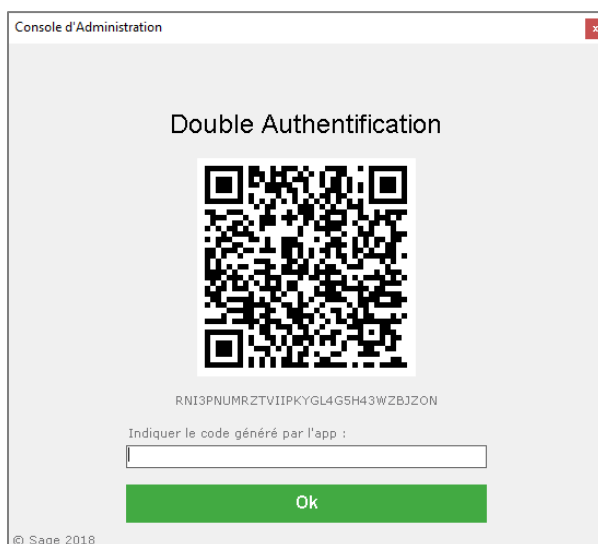 Console d'Administration
x
Double Authentification
RNI3PNUMRZTVIIPKYGL4G5H43WZBJZON
Indiquer le code généré par l'app :
Ok
© Sage 2018